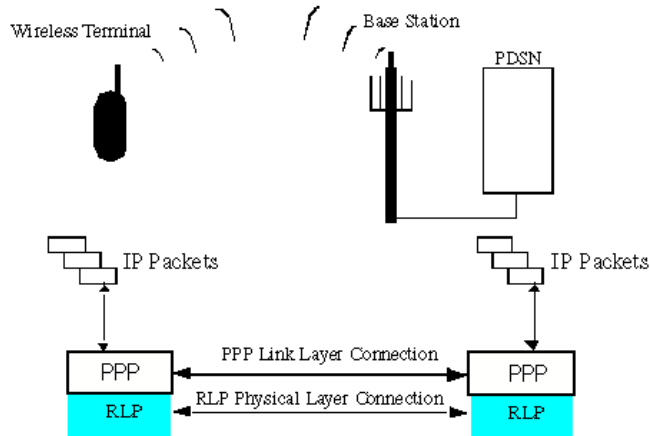 Wireless Terminal
Base Station
PDSN
IP Packets
IP Packets
PPP Link Layer Connection
PPP
PPP
RLP Physical Layer Connection
RLP
RLP